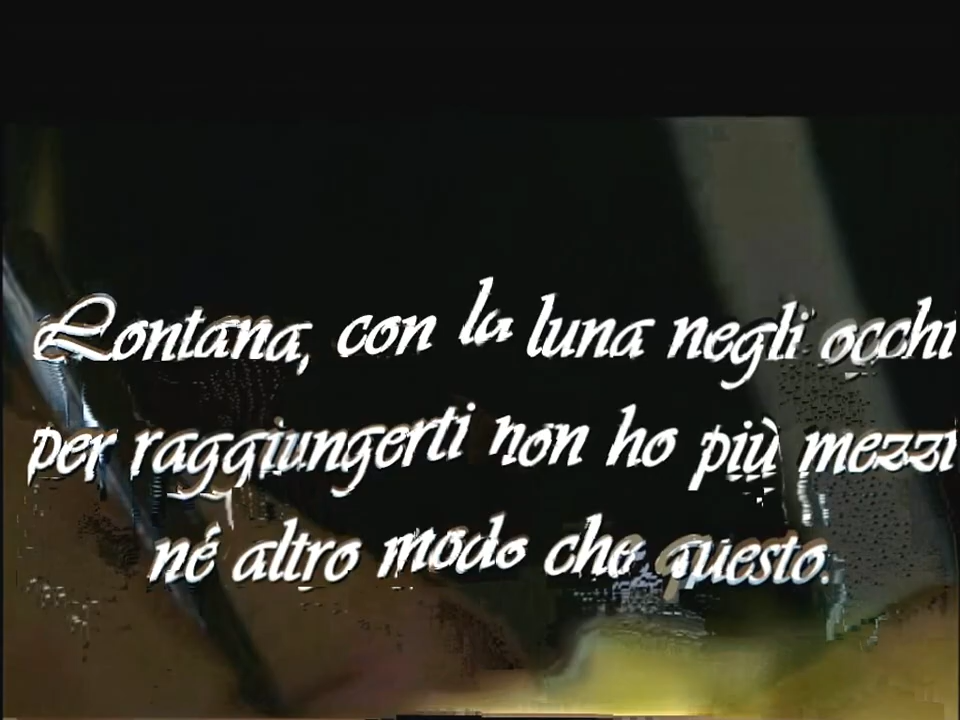 Lontana, con la luna negli occhi
per raggiungerti non ho più mezzi
né altro modo che questo.